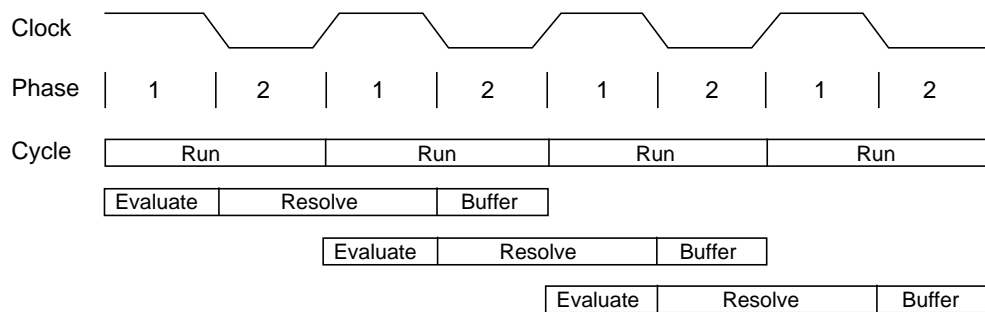 Clock
Phase 1 2 1 2 1 2 1 2
Cycle Run Run Run Run
Evaluate Resolve Buffer
Evaluate Resolve Buffer
Evaluate Resolve Buffer